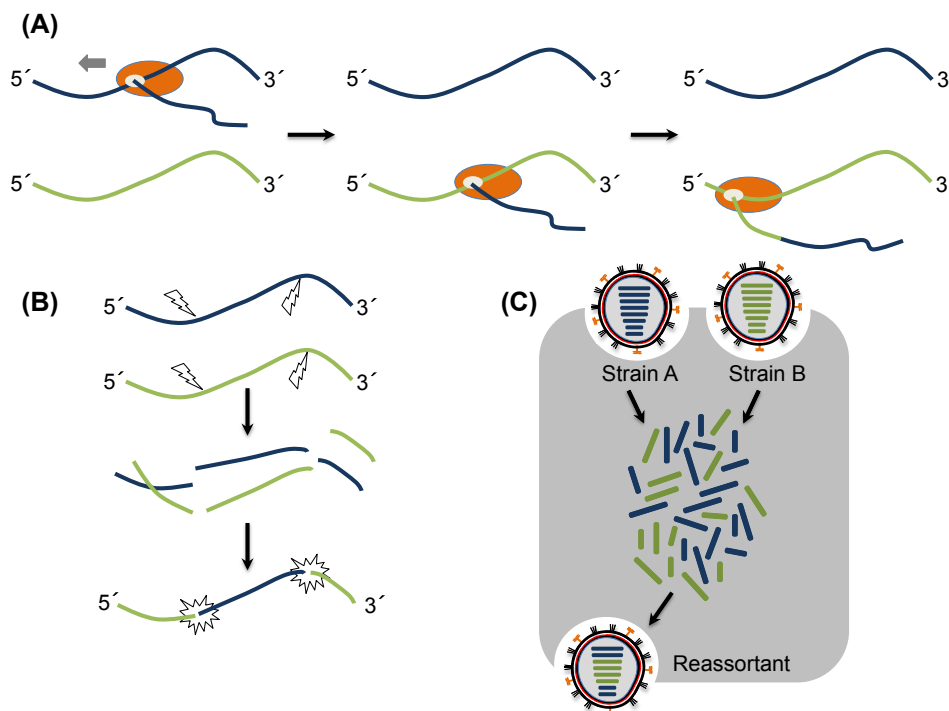 (A)
5´ 3´ 5´ 3´ 5´ 3
5´ 3´ 5´ 3´ 5´ 3´
(B)
5´ 3´
5´ 3´
5´ 3´
(C)
Strain A Strain B
Reassortant